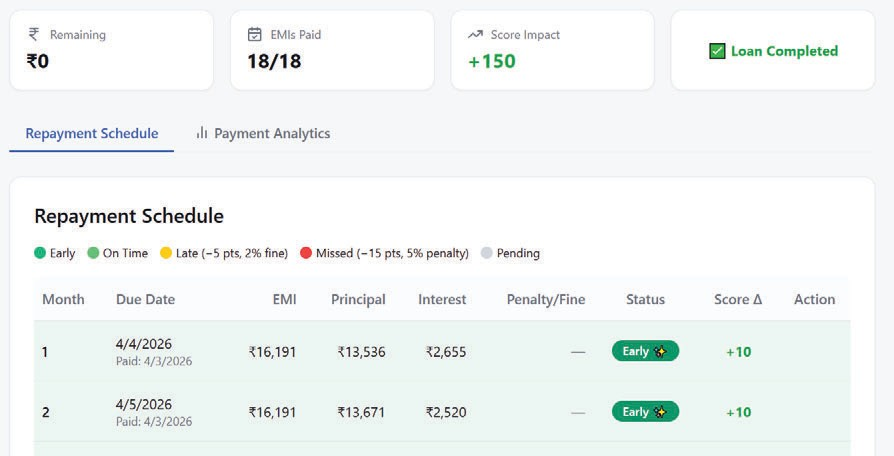 Remaining
₹0
EMIs Paid
18/18
Score Impact
+150
Loan Completed
Repayment Schedule
Payment Analytics
Repayment Schedule
Early On Time Late (−5 pts, 2% fine) Missed (−15 pts, 5% penalty) Pending
Month Due Date EMI Principal Interest Penalty/Fine Status Score Δ Action
1 4/4/2026 ₹16,191 ₹13,536 ₹2,655 — Early +10
Paid: 4/3/2026
2 4/5/2026 ₹16,191 ₹13,671 ₹2,520 — Early +10
Paid: 4/3/2026